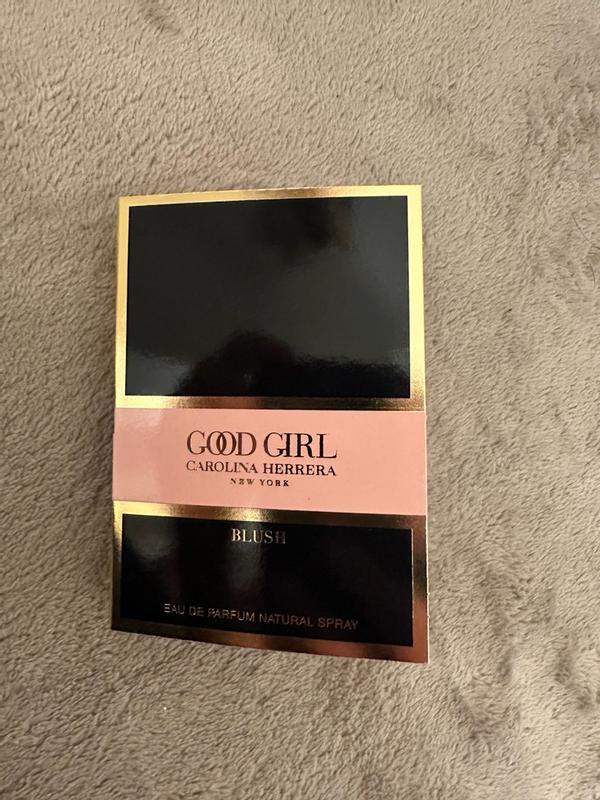 GOOD GIRL
CAROLINA HERRERA
NEW YORK
BLUSH
EAU DE PARFUM NATURAL SPRAY